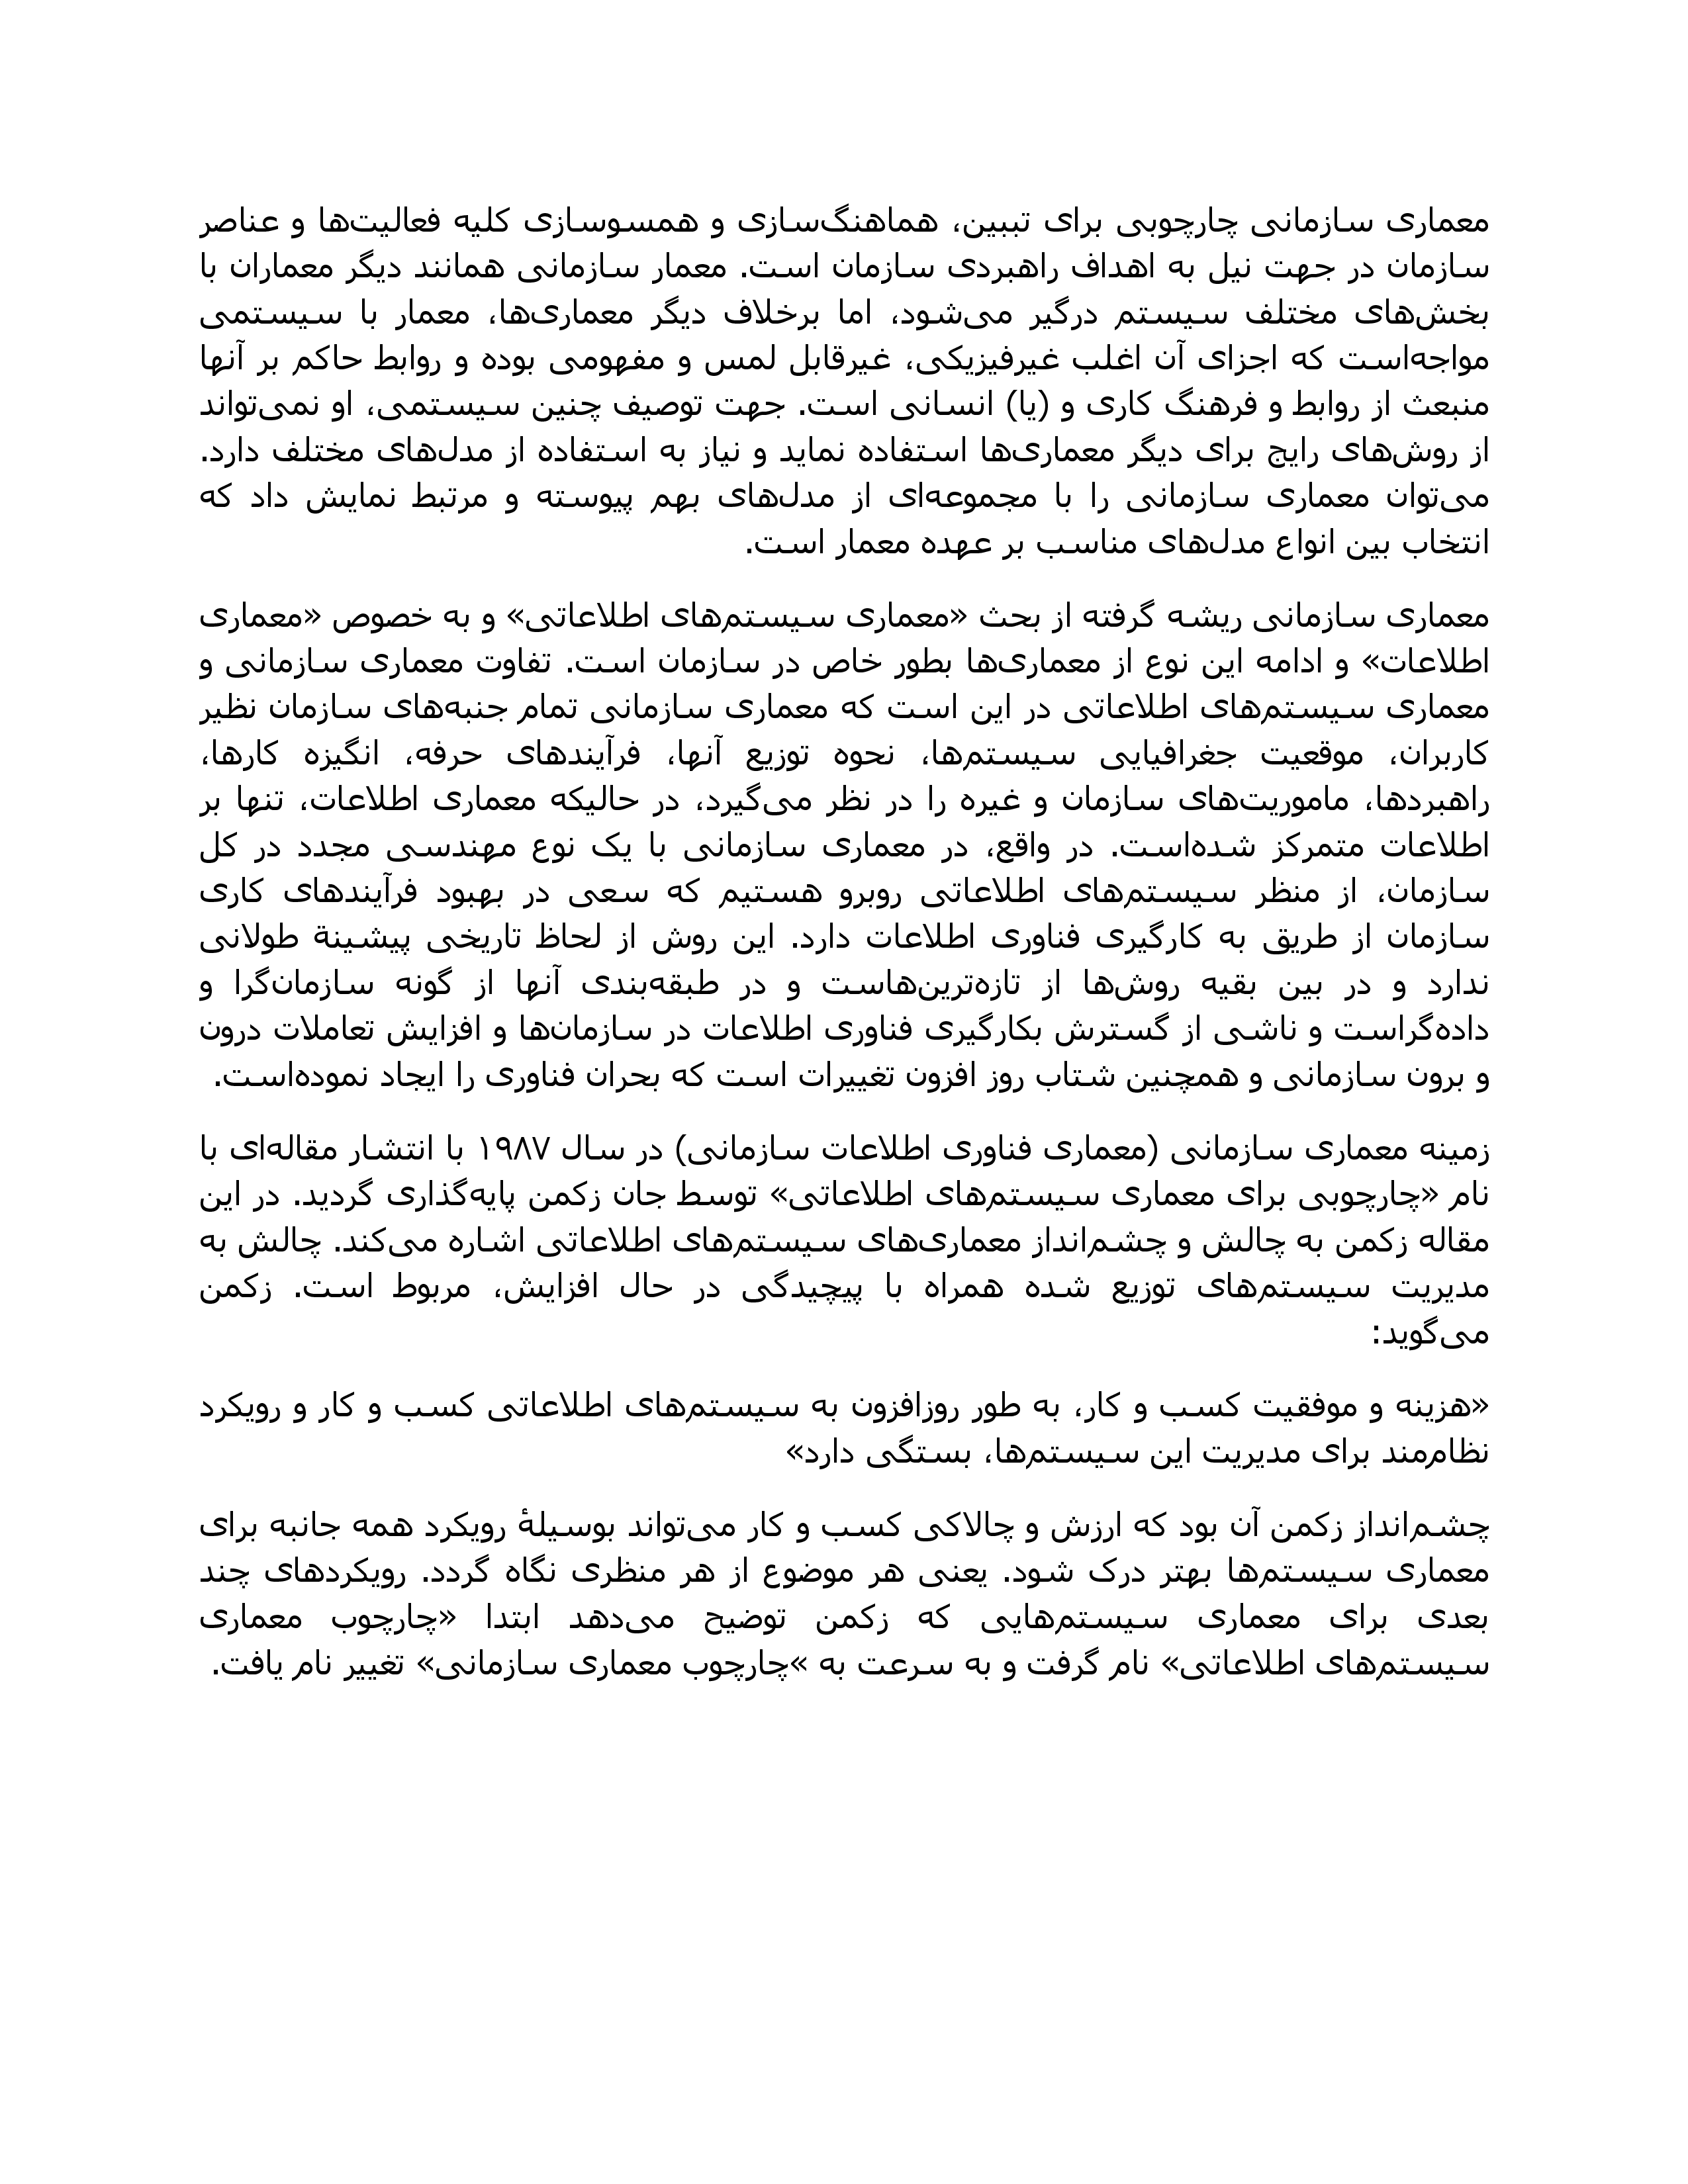 معماری سازمانی چارچوبی برای تبیین، هماهنگ‌سازی و همسوسازی کلیه فعالیت‌ها و عناصر
سازمان در جهت نیل به اهداف راهبردی سازمان است. معمار سازمانی همانند دیگر معماران با
بخش‌های مختلف سیستم درگیر می‌شود، اما برخلاف دیگر معماری‌ها، معمار با سیستمی
مواجه‌است که اجزای آن اغلب غیرفیزیکی، غیرقابل لمس و مفهومی بوده و روابط حاکم بر آنها
منبعث از روابط و فرهنگ کاری و (یا) انسانی است. جهت توصیف چنین سیستمی، او نمی‌تواند
از روش‌های رایج برای دیگر معماری‌ها استفاده نماید و نیاز به استفاده از مدل‌های مختلف دارد.
می‌توان معماری سازمانی را با مجموعه‌ای از مدل‌های بهم پیوسته و مرتبط نمایش داد که
انتخاب بین انواع مدل‌های مناسب بر عهده معمار است.
معماری سازمانی ریشه گرفته از بحث «معماری سیستم‌های اطلاعاتی» و به خصوص «معماری
اطلاعات» و ادامه این نوع از معماری‌ها بطور خاص در سازمان است. تفاوت معماری سازمانی و
معماری سیستم‌های اطلاعاتی در این است که معماری سازمانی تمام جنبه‌های سازمان نظیر
کاربران، موقعیت جغرافیایی سیستم‌ها، نحوه توزیع آنها، فرآیندهای حرفه، انگیزه کارها،
راهبردها، ماموریت‌های سازمان و غیره را در نظر می‌گیرد، در حالیکه معماری اطلاعات، تنها بر
اطلاعات متمرکز شده‌است. در واقع، در معماری سازمانی با یک نوع مهندسی مجدد در کل
سازمان، از منظر سیستم‌های اطلاعاتی روبرو هستیم که سعی در بهبود فرآیندهای کاری
سازمان از طریق به کارگیری فناوری اطلاعات دارد. این روش از لحاظ تاریخی پیشینة طولانی
ندارد و در بین بقیه روش‌ها از تازه‌ترین‌هاست و در طبقه‌بندی آنها از گونه سازمان‌گرا و
داده‌گراست و ناشی از گسترش بکارگیری فناوری اطلاعات در سازمان‌ها و افزایش تعاملات درون
و برون سازمانی و همچنین شتاب روز افزون تغییرات است که بحران فناوری را ایجاد نموده‌است.
زمینه معماری سازمانی (معماری فناوری اطلاعات سازمانی) در سال ۱۹۸۷ با انتشار مقاله‌ای با
نام «چارچوبی برای معماری سیستم‌های اطلاعاتی» توسط جان زکمن پایه‌گذاری گردید. در این
مقاله زکمن به چالش و چشم‌انداز معماری‌های سیستم‌های اطلاعاتی اشاره می‌کند. چالش به
مدیریت سیستم‌های توزیع شده همراه با پیچیدگی در حال افزایش، مربوط است. زکمن
می‌گوید:
«هزینه و موفقیت کسب و کار، به طور روزافزون به سیستم‌های اطلاعاتی کسب و کار و رویکرد
نظام‌مند برای مدیریت این سیستم‌ها، بستگی دارد»
چشم‌انداز زکمن آن بود که ارزش و چالاکی کسب و کار می‌تواند بوسیلهٔ رویکرد همه جانبه برای
معماری سیستم‌ها بهتر درک شود. یعنی هر موضوع از هر منظری نگاه گردد. رویکردهای چند
بعدی برای معماری سیستم‌هایی که زکمن توضیح می‌دهد ابتدا «چارچوب معماری
سیستم‌های اطلاعاتی» نام گرفت و به سرعت به »چارچوب معماری سازمانی» تغییر نام یافت.